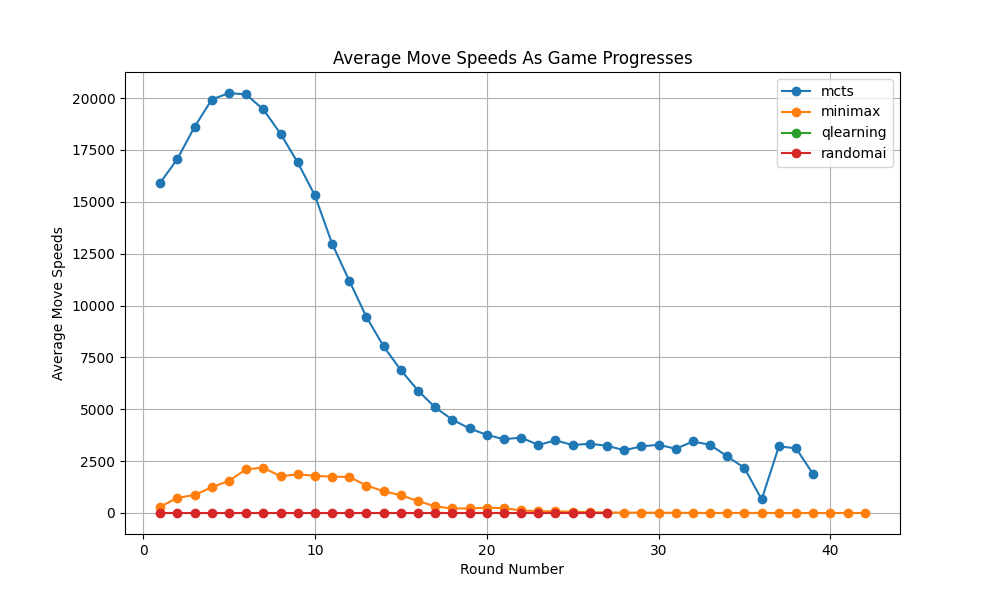 Average Move Speeds As Game Progresses
mcts
minimax
qlearning
randomai
Average Move Speeds
20000
17500
15000
12500
10000
7500
5000
2500
0
0 10 20 30 40
Round Number